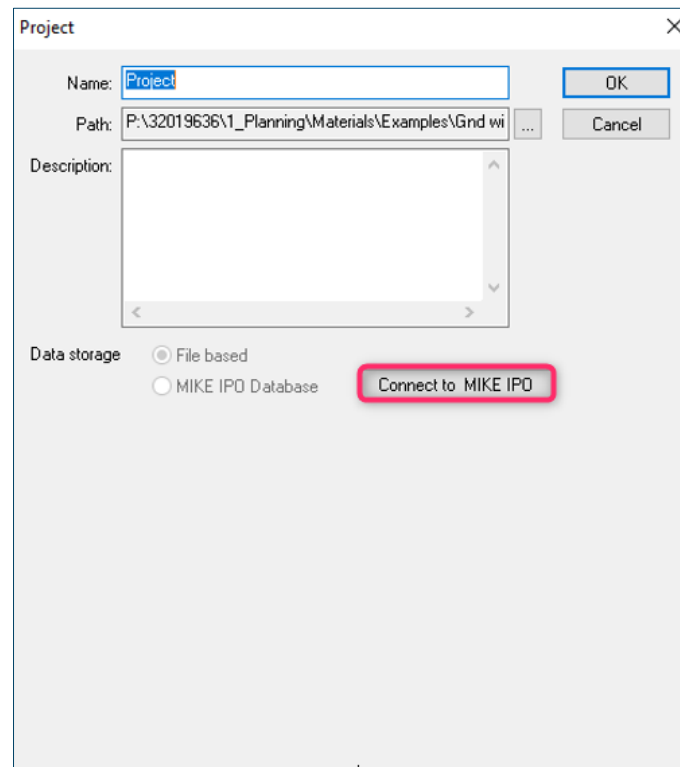 Project
Name: Project
OK
Path: P:\32019636\1_Planning\Materials\Examples\Gnd wi
...
Cancel
Description:
Data storage
File based
MIKE IPO Database
Connect to MIKE IPO